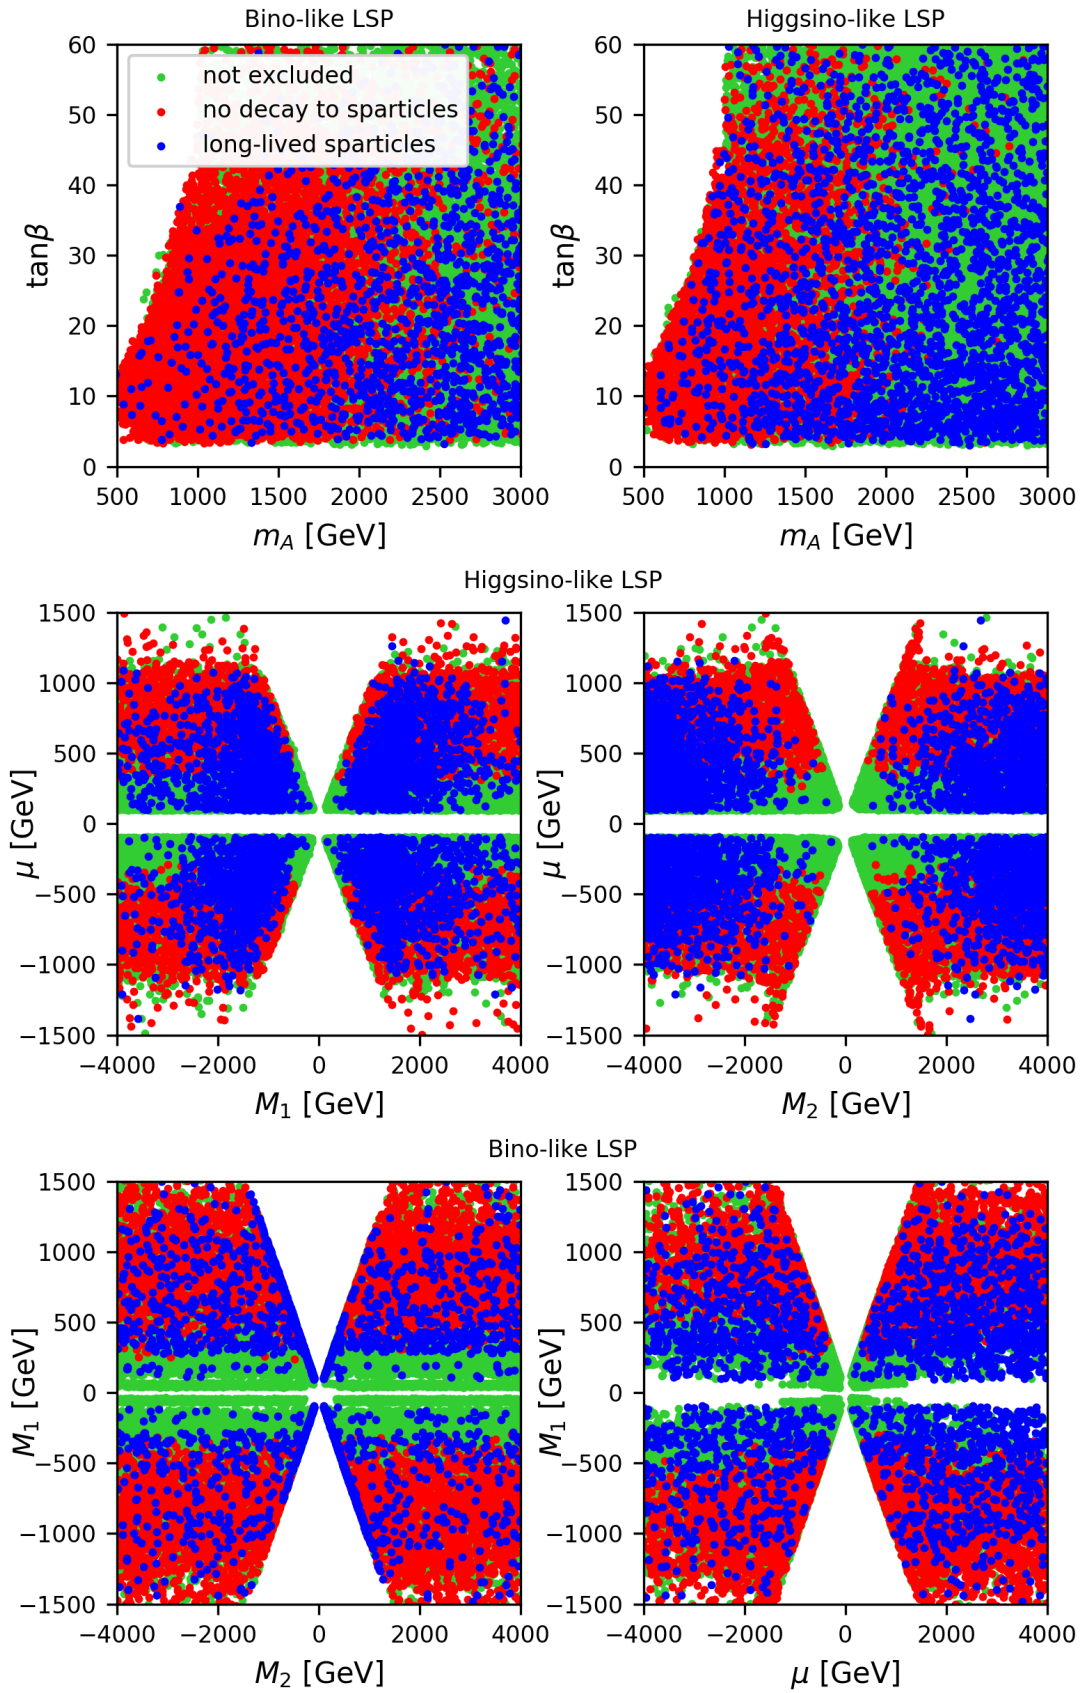 Bino-like LSP
Higgsino-like LSP
60
50
40
30
20
10
0
tanβ
not excluded
no decay to sparticles
long-lived sparticles
500 1000 1500 2000 2500 3000
m_A [GeV]
60
50
40
30
20
10
0
tanβ
500 1000 1500 2000 2500 3000
m_A [GeV]
Higgsino-like LSP
1500
1000
500
0
−500
−1000
−1500
μ [GeV]
−4000 −2000 0 2000 4000
M_1 [GeV]
1500
1000
500
0
−500
−1000
−1500
μ [GeV]
−4000 −2000 0 2000 4000
M_2 [GeV]
Bino-like LSP
1500
1000
500
0
−500
−1000
−1500
M_1 [GeV]
−4000 −2000 0 2000 4000
M_2 [GeV]
1500
1000
500
0
−500
−1000
−1500
M_1 [GeV]
−4000 −2000 0 2000 4000
μ [GeV]